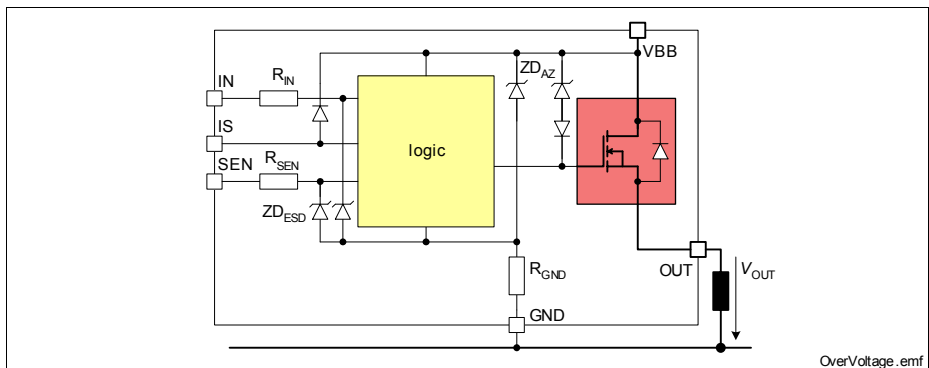 VBB
ZDAZ
IN
RIN
IS
logic
SEN
RSEN
ZDESD
OUT
VOUT
RGND
GND
OverVoltage.emf